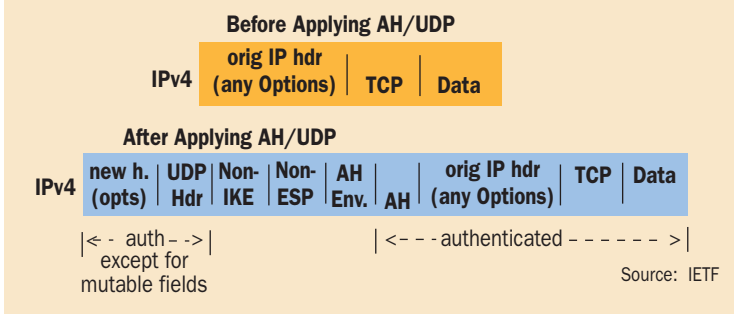 Before Applying AH/UDP
IPv4 orig IP hdr (any Options) | TCP | Data
After Applying AH/UDP
IPv4 new h. (opts) | UDP Hdr | Non-IKE | Non-ESP | AH Env. | AH | orig IP hdr (any Options) | TCP | Data
|<- - auth - ->| |<- - - authenticated - - - - - - >|
except for
mutable fields
Source: IETF